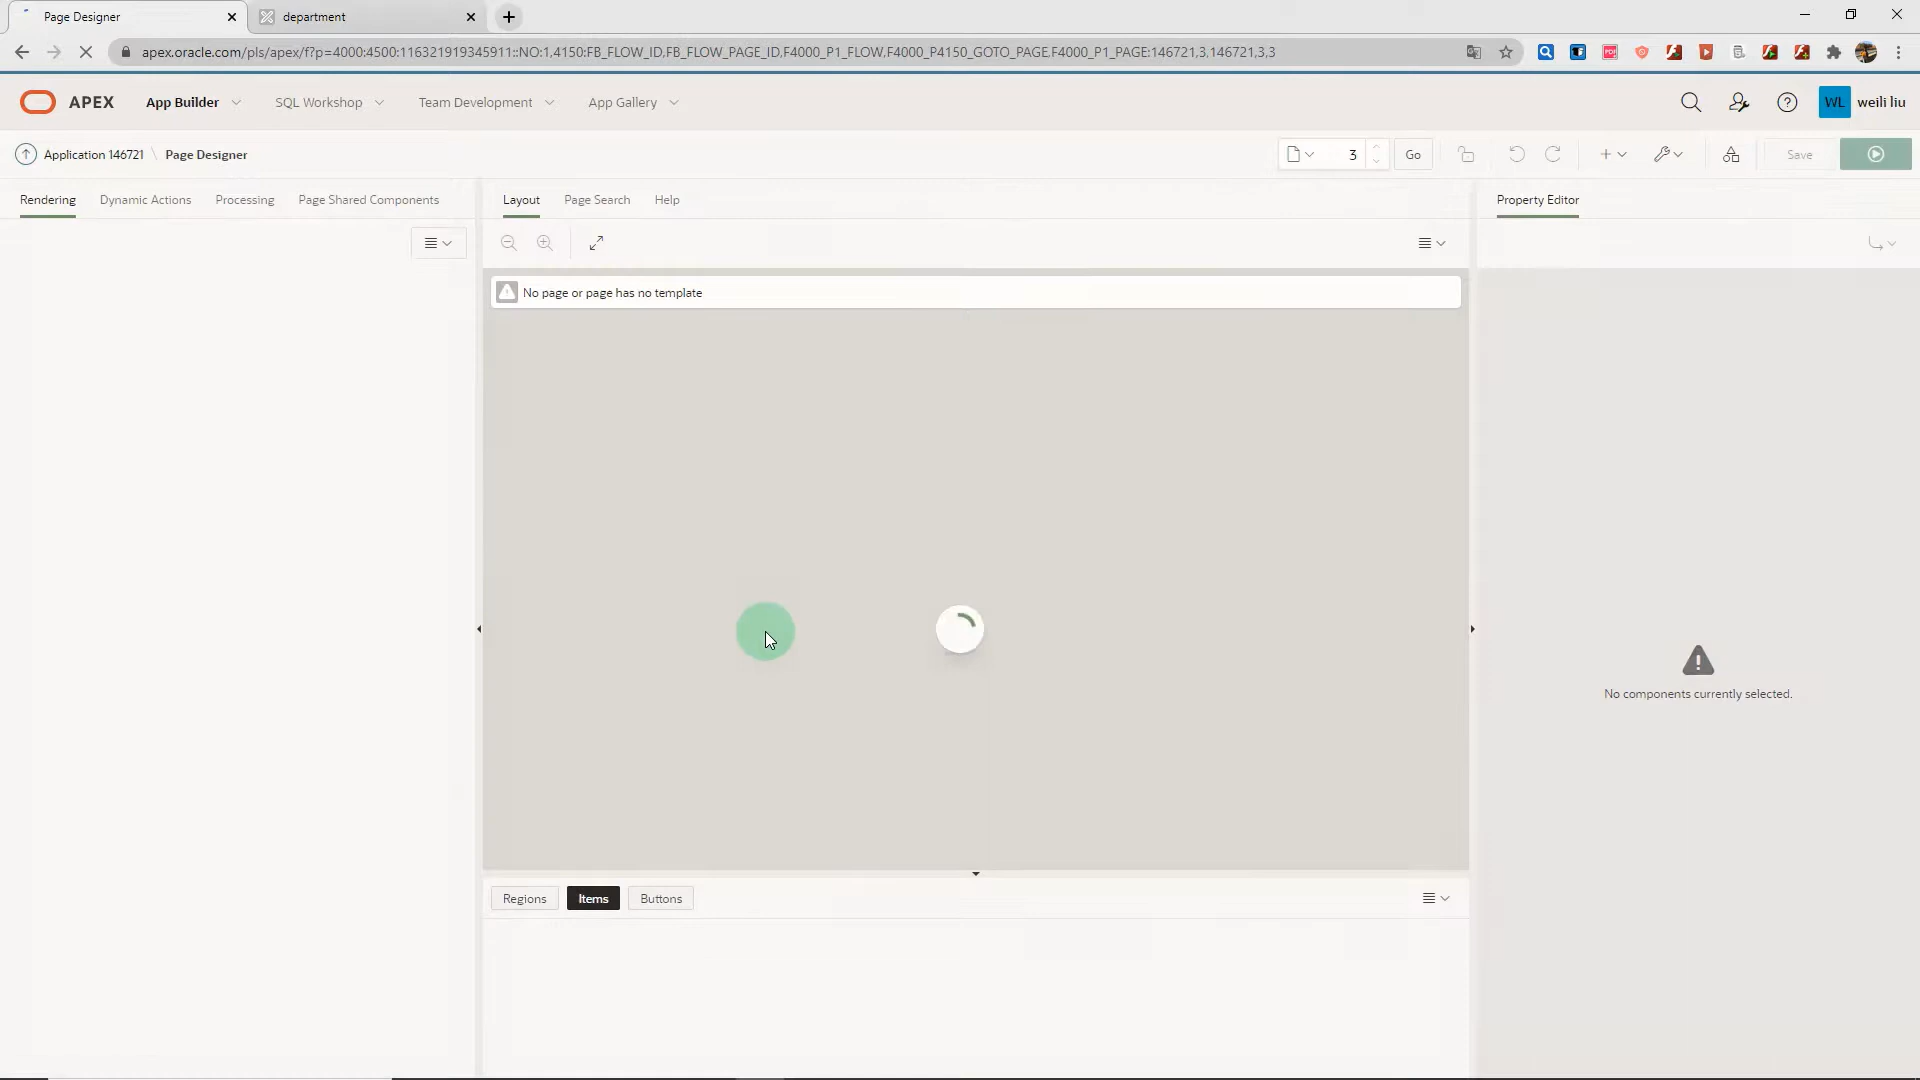 Page Designer
department
apex.oracle.com/pls/apex/f?p=4000:4500:116321919345911::NO:1,4150:FB_FLOW_ID,FB_FLOW_PAGE_ID,F4000_P1_FLOW,F4000_P4150_GOTO_PAGE,F4000_P1_PAGE:146721,3,146721,3,3
APEX App Builder SQL Workshop Team Development App Gallery WL weili liu
Application 146721 \ Page Designer 3 Go Save
Rendering Dynamic Actions Processing Page Shared Components Layout Page Search Help Property Editor
No page or page has no template
No components currently selected.
Regions Items Buttons